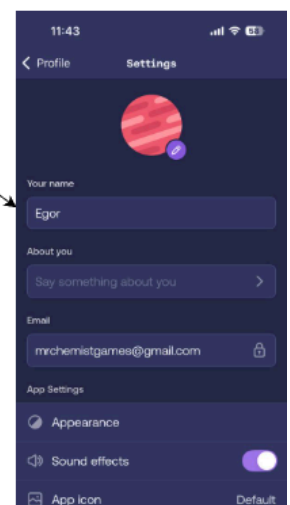 11:43
Profile Settings
Your name
Egor
About you
Say something about you
Email
mrchemistgames@gmail.com
App Settings
Appearance
Sound effects
App icon Default